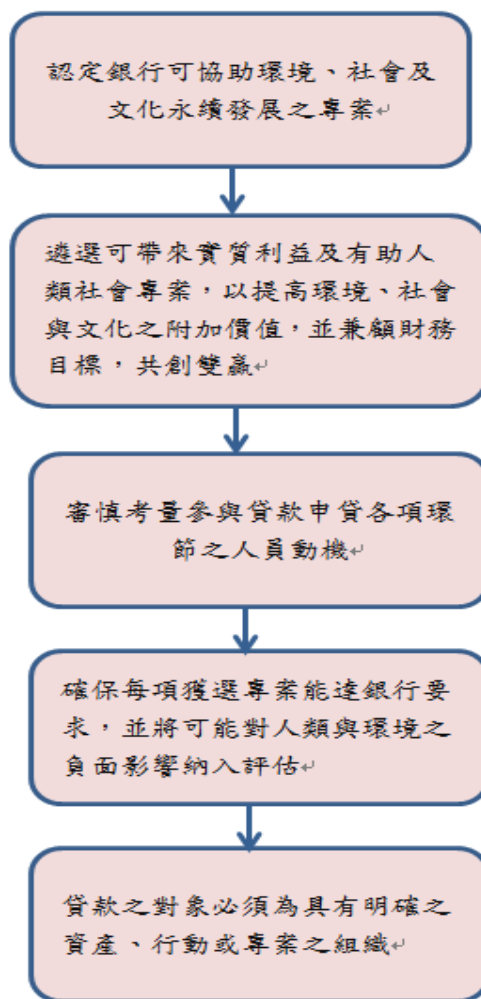 認定銀行可協助環境、社會及
文化永續發展之專案
遴選可帶來實質利益及有助人
類社會專案，以提高環境、社會
與文化之附加價值，並兼顧財務
目標，共創雙贏
審慎考量參與貸款申貸各項環
節之人員動機
確保每項獲選專案能達銀行要
求，並將可能對人類與環境之
負面影響納入評估
貸款之對象必須為具有明確之
資產、行動或專案之組織